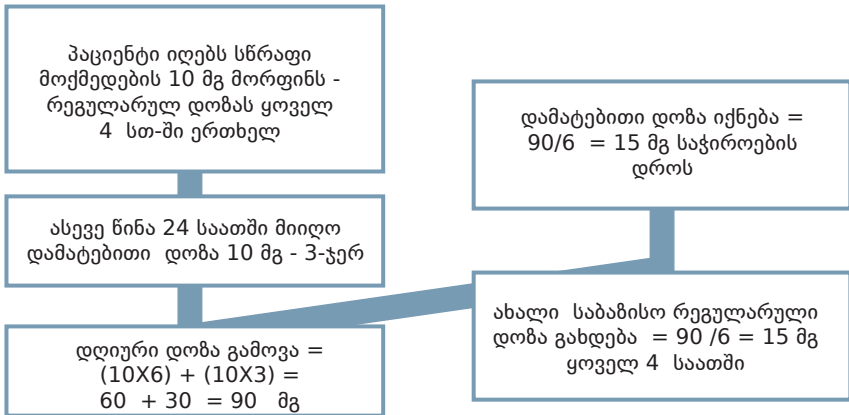 პაციენტი იღებს სწრაფი
მოქმედების 10 მგ მორფინს -
რეგულარულ დოზას ყოველ
4 სთ-ში ერთხელ
ასევე წინა 24 საათში მიიღო
დამატებითი დოზა 10 მგ - 3-ჯერ
დღიური დოზა გამოვა =
(10X6) + (10X3) =
60 + 30 = 90 მგ
დამატებითი დოზა იქნება =
90/6 = 15 მგ საჭიროების
დროს
ახალი საბაზისო რეგულარული
დოზა გახდება = 90 /6 = 15 მგ
ყოველ 4 საათში